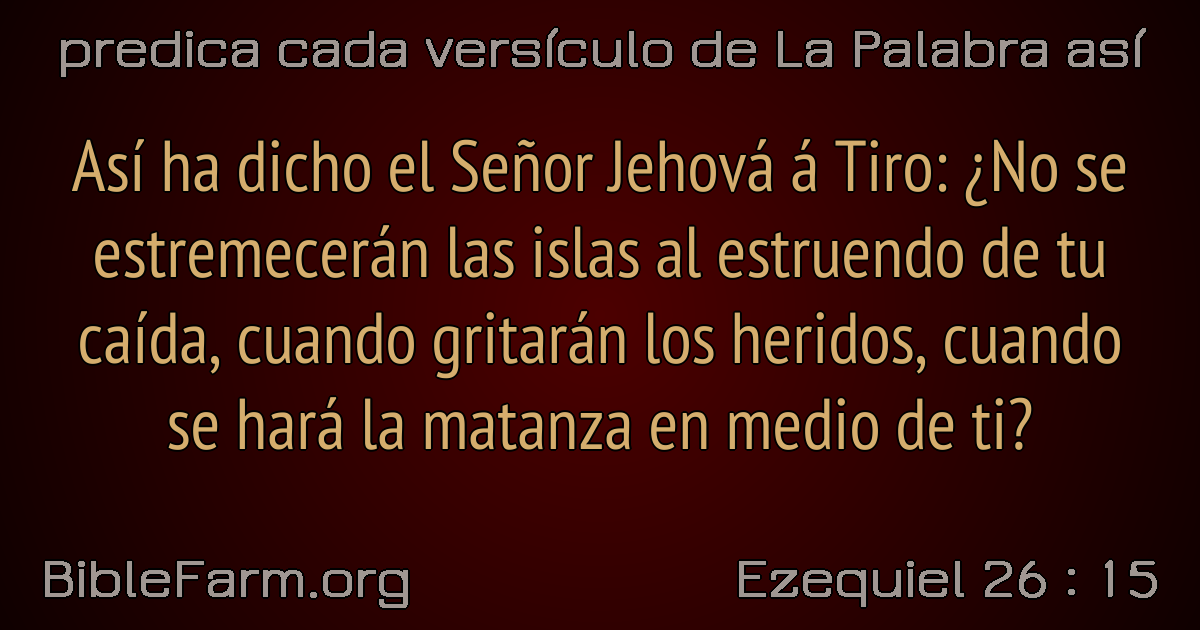 predica cada versículo de La Palabra así
Así ha dicho el Señor Jehová á Tiro: ¿No se
estremecerán las islas al estruendo de tu
caída, cuando gritarán los heridos, cuando
se hará la matanza en medio de ti?
BibleFarm.org
Ezequiel 26 : 15